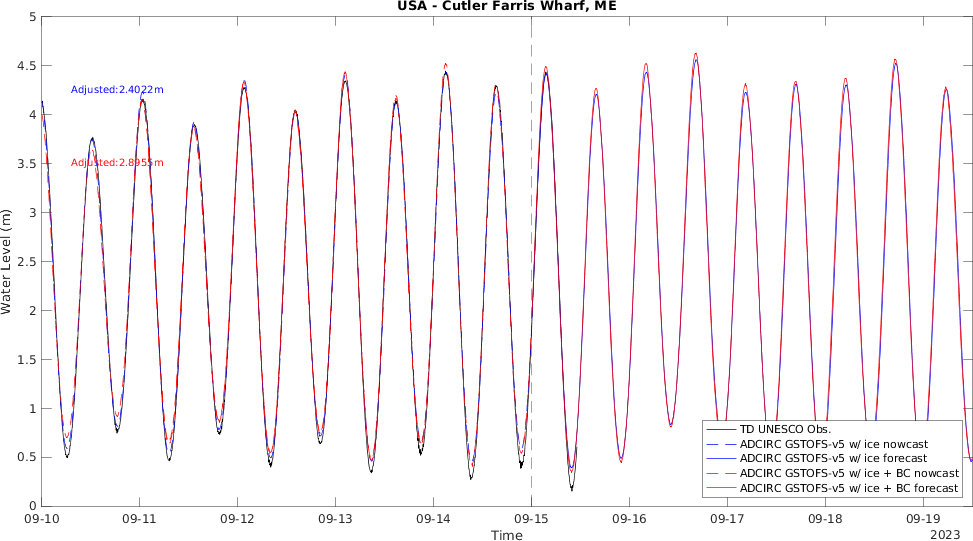 USA - Cutler Farris Wharf, ME
5
4.5
4
3.5
3
2.5
2
1.5
1
0.5
0
Water Level (m)
Adjusted:2.4022m
Adjusted:2.8955m
TD UNESCO Obs.
ADCIRC GSTOFS-v5 w/ ice nowcast
ADCIRC GSTOFS-v5 w/ ice forecast
ADCIRC GSTOFS-v5 w/ ice + BC nowcast
ADCIRC GSTOFS-v5 w/ ice + BC forecast
09-10 09-11 09-12 09-13 09-14 09-15 09-16 09-17 09-18 09-19
Time
2023